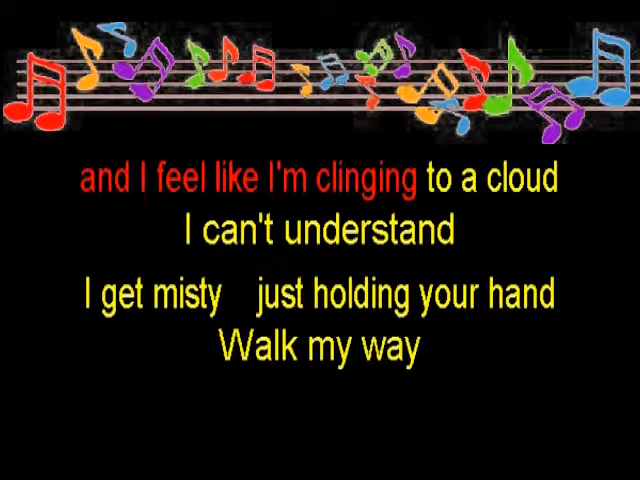 and I feel like I'm clinging to a cloud
I can't understand
I get misty just holding your hand
Walk my way